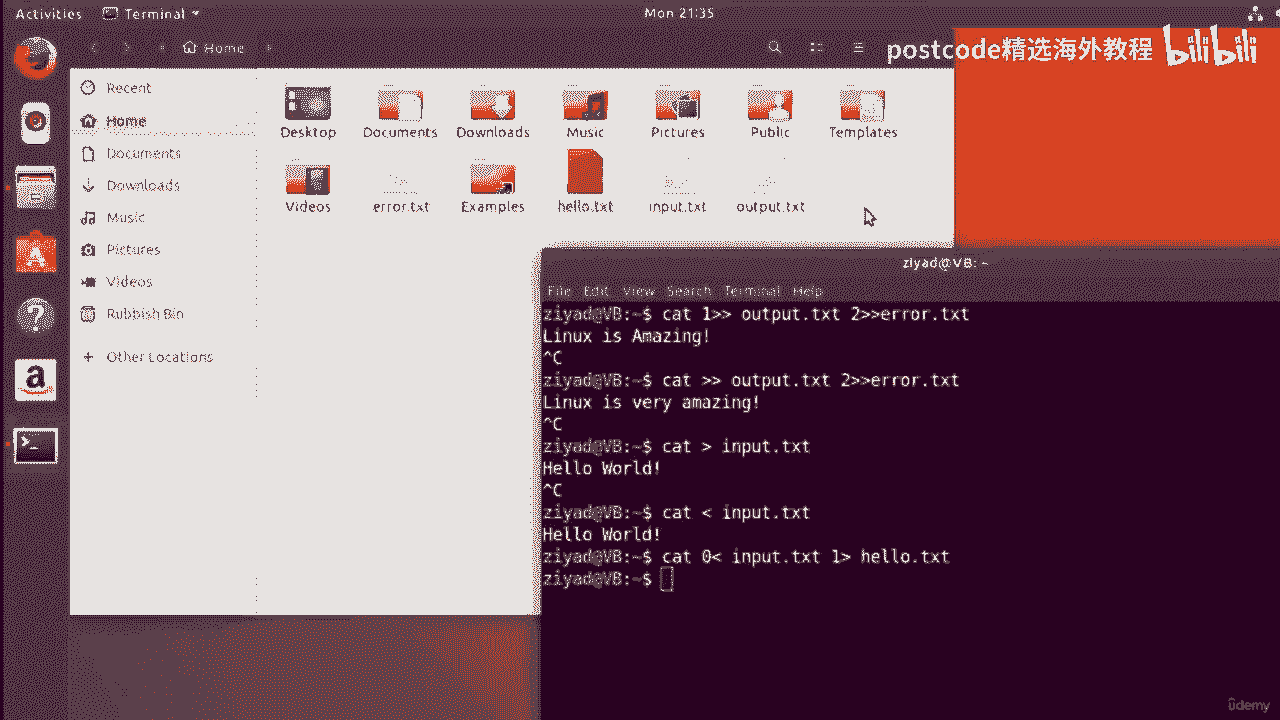 Activities
Terminal
Mon 21:35
Home
postcode精选海外教程 bilibili
Recent
Home
Documents
Downloads
Music
Pictures
Videos
Rubbish Bin
Other Locations
Desktop
Documents
Downloads
Music
Pictures
Public
Templates
Videos
error.txt
Examples
hello.txt
input.txt
output.txt
ziyad@VB: ~
File Edit View Search Terminal Help
ziyad@VB:~$ cat 1>> output.txt 2>>error.txt
Linux is Amazing!
^C
ziyad@VB:~$ cat >> output.txt 2>>error.txt
Linux is very amazing!
^C
ziyad@VB:~$ cat > input.txt
Hello World!
^C
ziyad@VB:~$ cat < input.txt
Hello World!
ziyad@VB:~$ cat 0< input.txt 1> hello.txt
ziyad@VB:~$
ûdemy